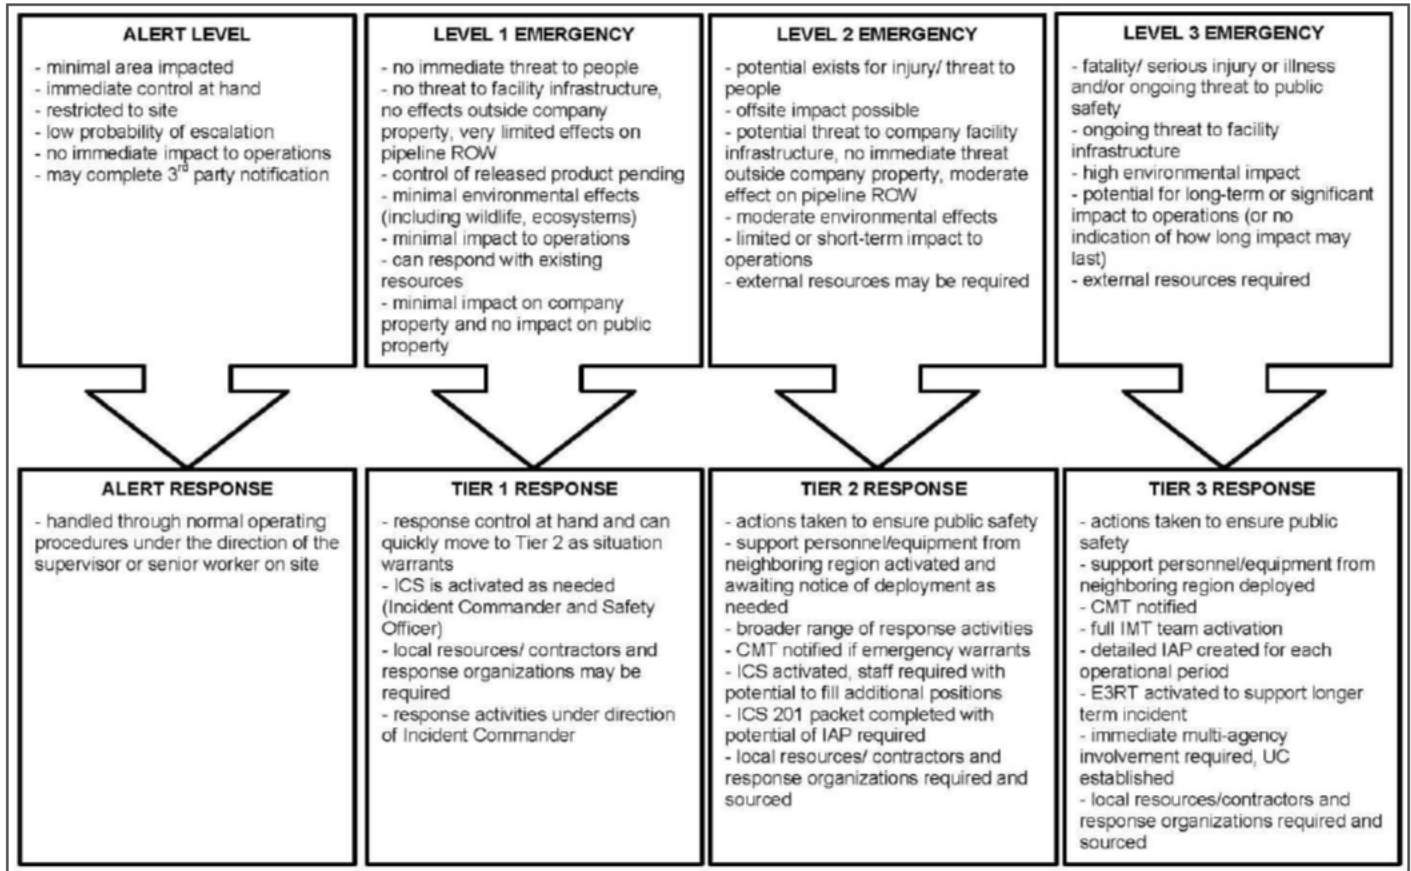 ALERT LEVEL
- minimal area impacted
- immediate control at hand
- restricted to site
- low probability of escalation
- no immediate impact to operations
- may complete 3rd party notification
LEVEL 1 EMERGENCY
- no immediate threat to people
- no threat to facility infrastructure,
no effects outside company
property, very limited effects on
pipeline ROW
- control of released product pending
- minimal environmental effects
(including wildlife, ecosystems)
- minimal impact to operations
- can respond with existing
resources
- minimal impact on company
property and no impact on public
property
LEVEL 2 EMERGENCY
- potential exists for injury/ threat to
people
- offsite impact possible
- potential threat to company facility
infrastructure, no immediate threat
outside company property, moderate
effect on pipeline ROW
- moderate environmental effects
- limited or short-term impact to
operations
- external resources may be required
LEVEL 3 EMERGENCY
- fatality/ serious injury or illness
and/or ongoing threat to public
safety
- ongoing threat to facility
infrastructure
- high environmental impact
- potential for long-term or significant
impact to operations (or no
indication of how long impact may
last)
- external resources required
ALERT RESPONSE
- handled through normal operating
procedures under the direction of the
supervisor or senior worker on site
TIER 1 RESPONSE
- response control at hand and can
quickly move to Tier 2 as situation
warrants
- ICS is activated as needed
(Incident Commander and Safety
Officer)
- local resources/ contractors and
response organizations may be
required
- response activities under direction
of Incident Commander
TIER 2 RESPONSE
- actions taken to ensure public safety
- support personnel/equipment from
neighboring region activated and
awaiting notice of deployment as
needed
- broader range of response activities
- CMT notified if emergency warrants
- ICS activated, staff required with
potential to fill additional positions
- ICS 201 packet completed with
potential of IAP required
- local resources/ contractors and
response organizations required and
sourced
TIER 3 RESPONSE
- actions taken to ensure public
safety
- support personnel/equipment from
neighboring region deployed
- CMT notified
- full IMT team activation
- detailed IAP created for each
operational period
- E3RT activated to support longer
term incident
- immediate multi-agency
involvement required, UC
established
- local resources/contractors and
response organizations required and
sourced